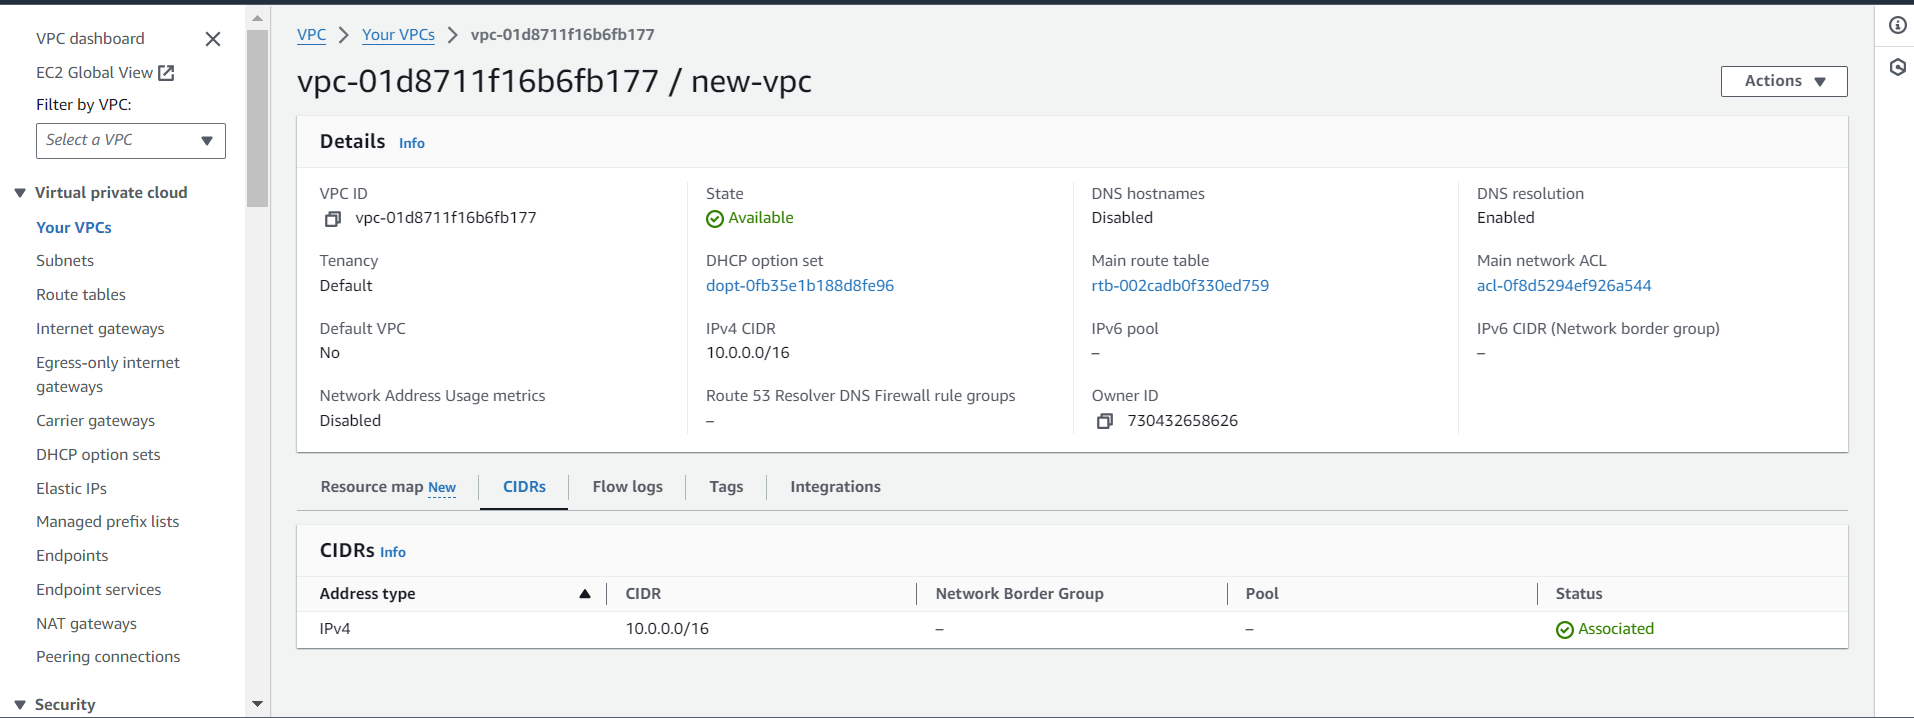 VPC dashboard
EC2 Global View
Filter by VPC:
Select a VPC
Virtual private cloud
Your VPCs
Subnets
Route tables
Internet gateways
Egress-only internet
gateways
Carrier gateways
DHCP option sets
Elastic IPs
Managed prefix lists
Endpoints
Endpoint services
NAT gateways
Peering connections
Security
VPC > Your VPCs > vpc-01d8711f16b6fb177
vpc-01d8711f16b6fb177 / new-vpc
Actions
Details Info
VPC ID
vpc-01d8711f16b6fb177
State
Available
DNS hostnames
Disabled
DNS resolution
Enabled
Tenancy
Default
DHCP option set
dopt-0fb35e1b188d8fe96
Main route table
rtb-002cadb0f330ed759
Main network ACL
acl-0f8d5294ef926a544
Default VPC
No
IPv4 CIDR
10.0.0.0/16
IPv6 pool
–
IPv6 CIDR (Network border group)
–
Network Address Usage metrics
Disabled
Route 53 Resolver DNS Firewall rule groups
–
Owner ID
730432658626
Resource map New CIDRs Flow logs Tags Integrations
CIDRs Info
Address type CIDR Network Border Group Pool Status
IPv4 10.0.0.0/16 – – Associated